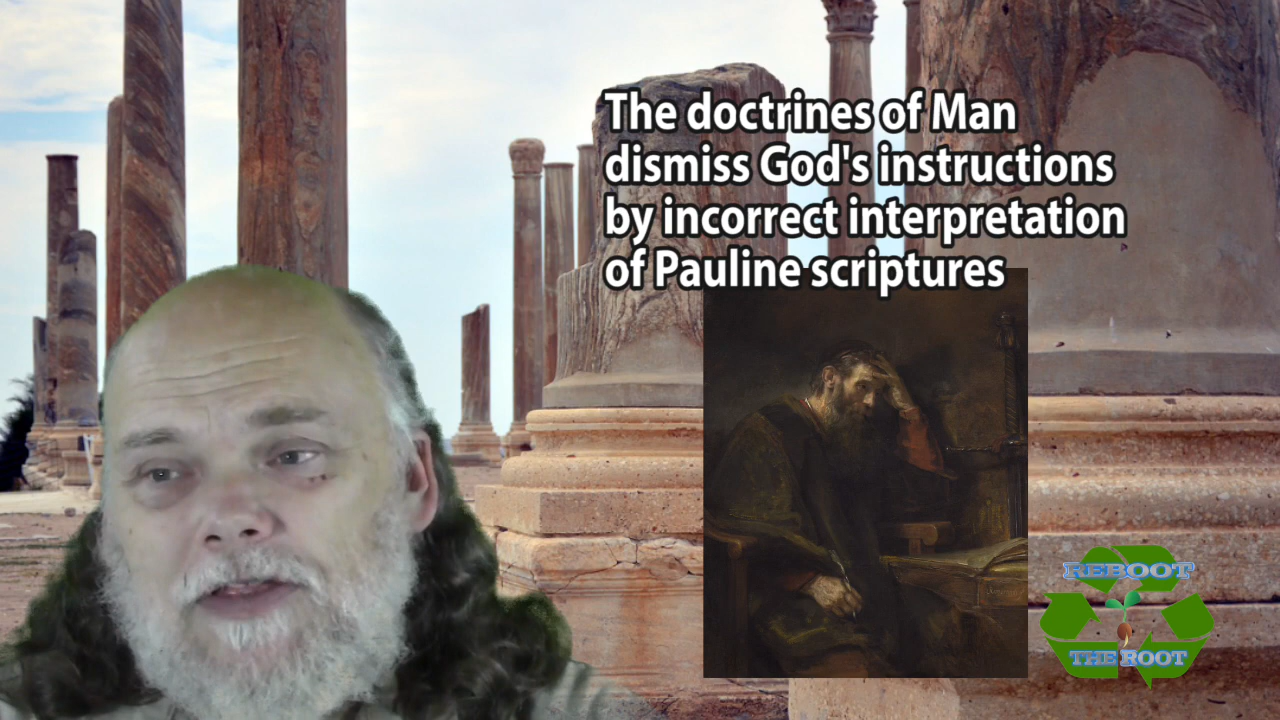 The doctrines of Man
dismiss God's instructions
by incorrect interpretation
of Pauline scriptures
REBOOT
THE ROOT